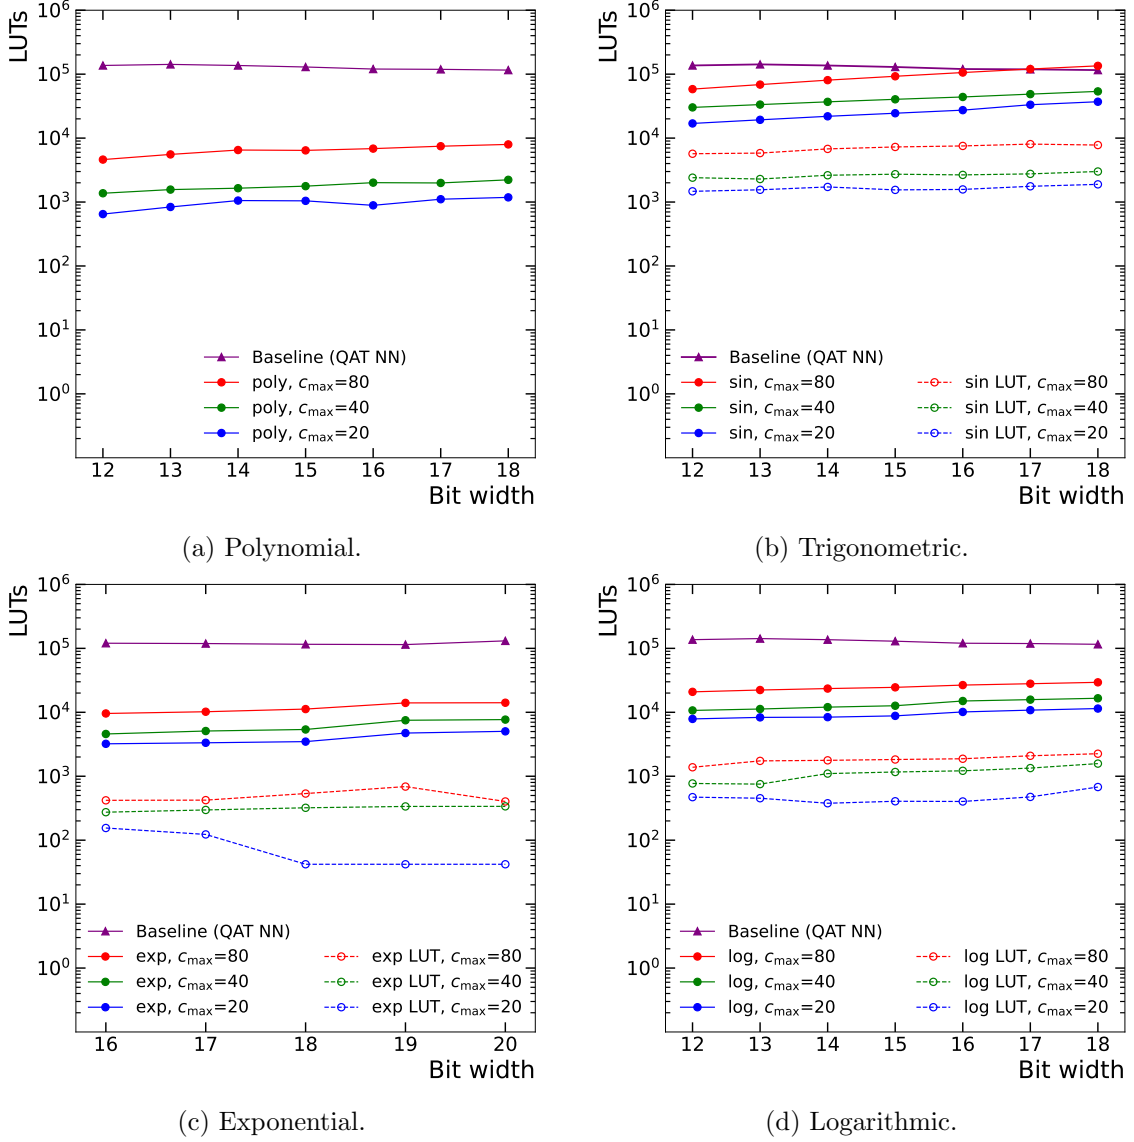 LUTs
10^6
10^5
10^4
10^3
10^2
10^1
10^0
Baseline (QAT NN)
poly, c_max=80
poly, c_max=40
poly, c_max=20
12 13 14 15 16 17 18
Bit width
(a) Polynomial.
LUTs
10^6
10^5
10^4
10^3
10^2
10^1
10^0
Baseline (QAT NN)
sin, c_max=80 sin LUT, c_max=80
sin, c_max=40 sin LUT, c_max=40
sin, c_max=20 sin LUT, c_max=20
12 13 14 15 16 17 18
Bit width
(b) Trigonometric.
LUTs
10^6
10^5
10^4
10^3
10^2
10^1
10^0
Baseline (QAT NN)
exp, c_max=80 exp LUT, c_max=80
exp, c_max=40 exp LUT, c_max=40
exp, c_max=20 exp LUT, c_max=20
16 17 18 19 20
Bit width
(c) Exponential.
LUTs
10^6
10^5
10^4
10^3
10^2
10^1
10^0
Baseline (QAT NN)
log, c_max=80 log LUT, c_max=80
log, c_max=40 log LUT, c_max=40
log, c_max=20 log LUT, c_max=20
12 13 14 15 16 17 18
Bit width
(d) Logarithmic.